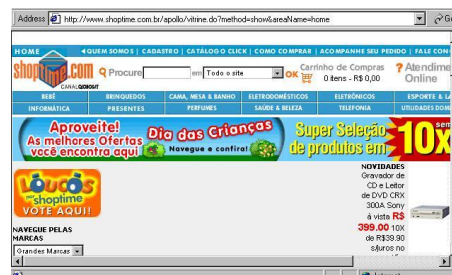 Address http://www.shoptime.com.br/apollo/vitrine.do?method=show&areaName=home
HOME QUEM SOMOS | CADASTRO | CATÁLOGO CLICK | COMO COMPRAR | ACOMPANHE SEU PEDIDO | FALE CON
shoptime.COM Procure em Todo o site OK Carrinho de Compras 0 itens - R$ 0,00 ? Atendime Online
CANAL
BEBÊ BRINQUEDOS CAMA, MESA & BANHO ELETRODOMÉSTICOS ELETRÔNICOS ESPORTE & L
INFORMÁTICA PRESENTES PERFUMES SAÚDE & BELEZA TELEFONIA UTILIDADES DOM
Aproveite!
As melhores Ofertas
você encontra aqui
Dia das Crianças
Navegue e confira!
Super Seleção
de produtos em 10X
sem
LOUCOS
por shoptime
VOTE AQUI!
NAVEGUE PELAS
MARCAS
Grandes Marcas
NOVIDADES
Gravador de
CD e Leitor
de DVD CRX
300A Sony
á vista R$
399.00 10X
de R$39.90
s/juros no